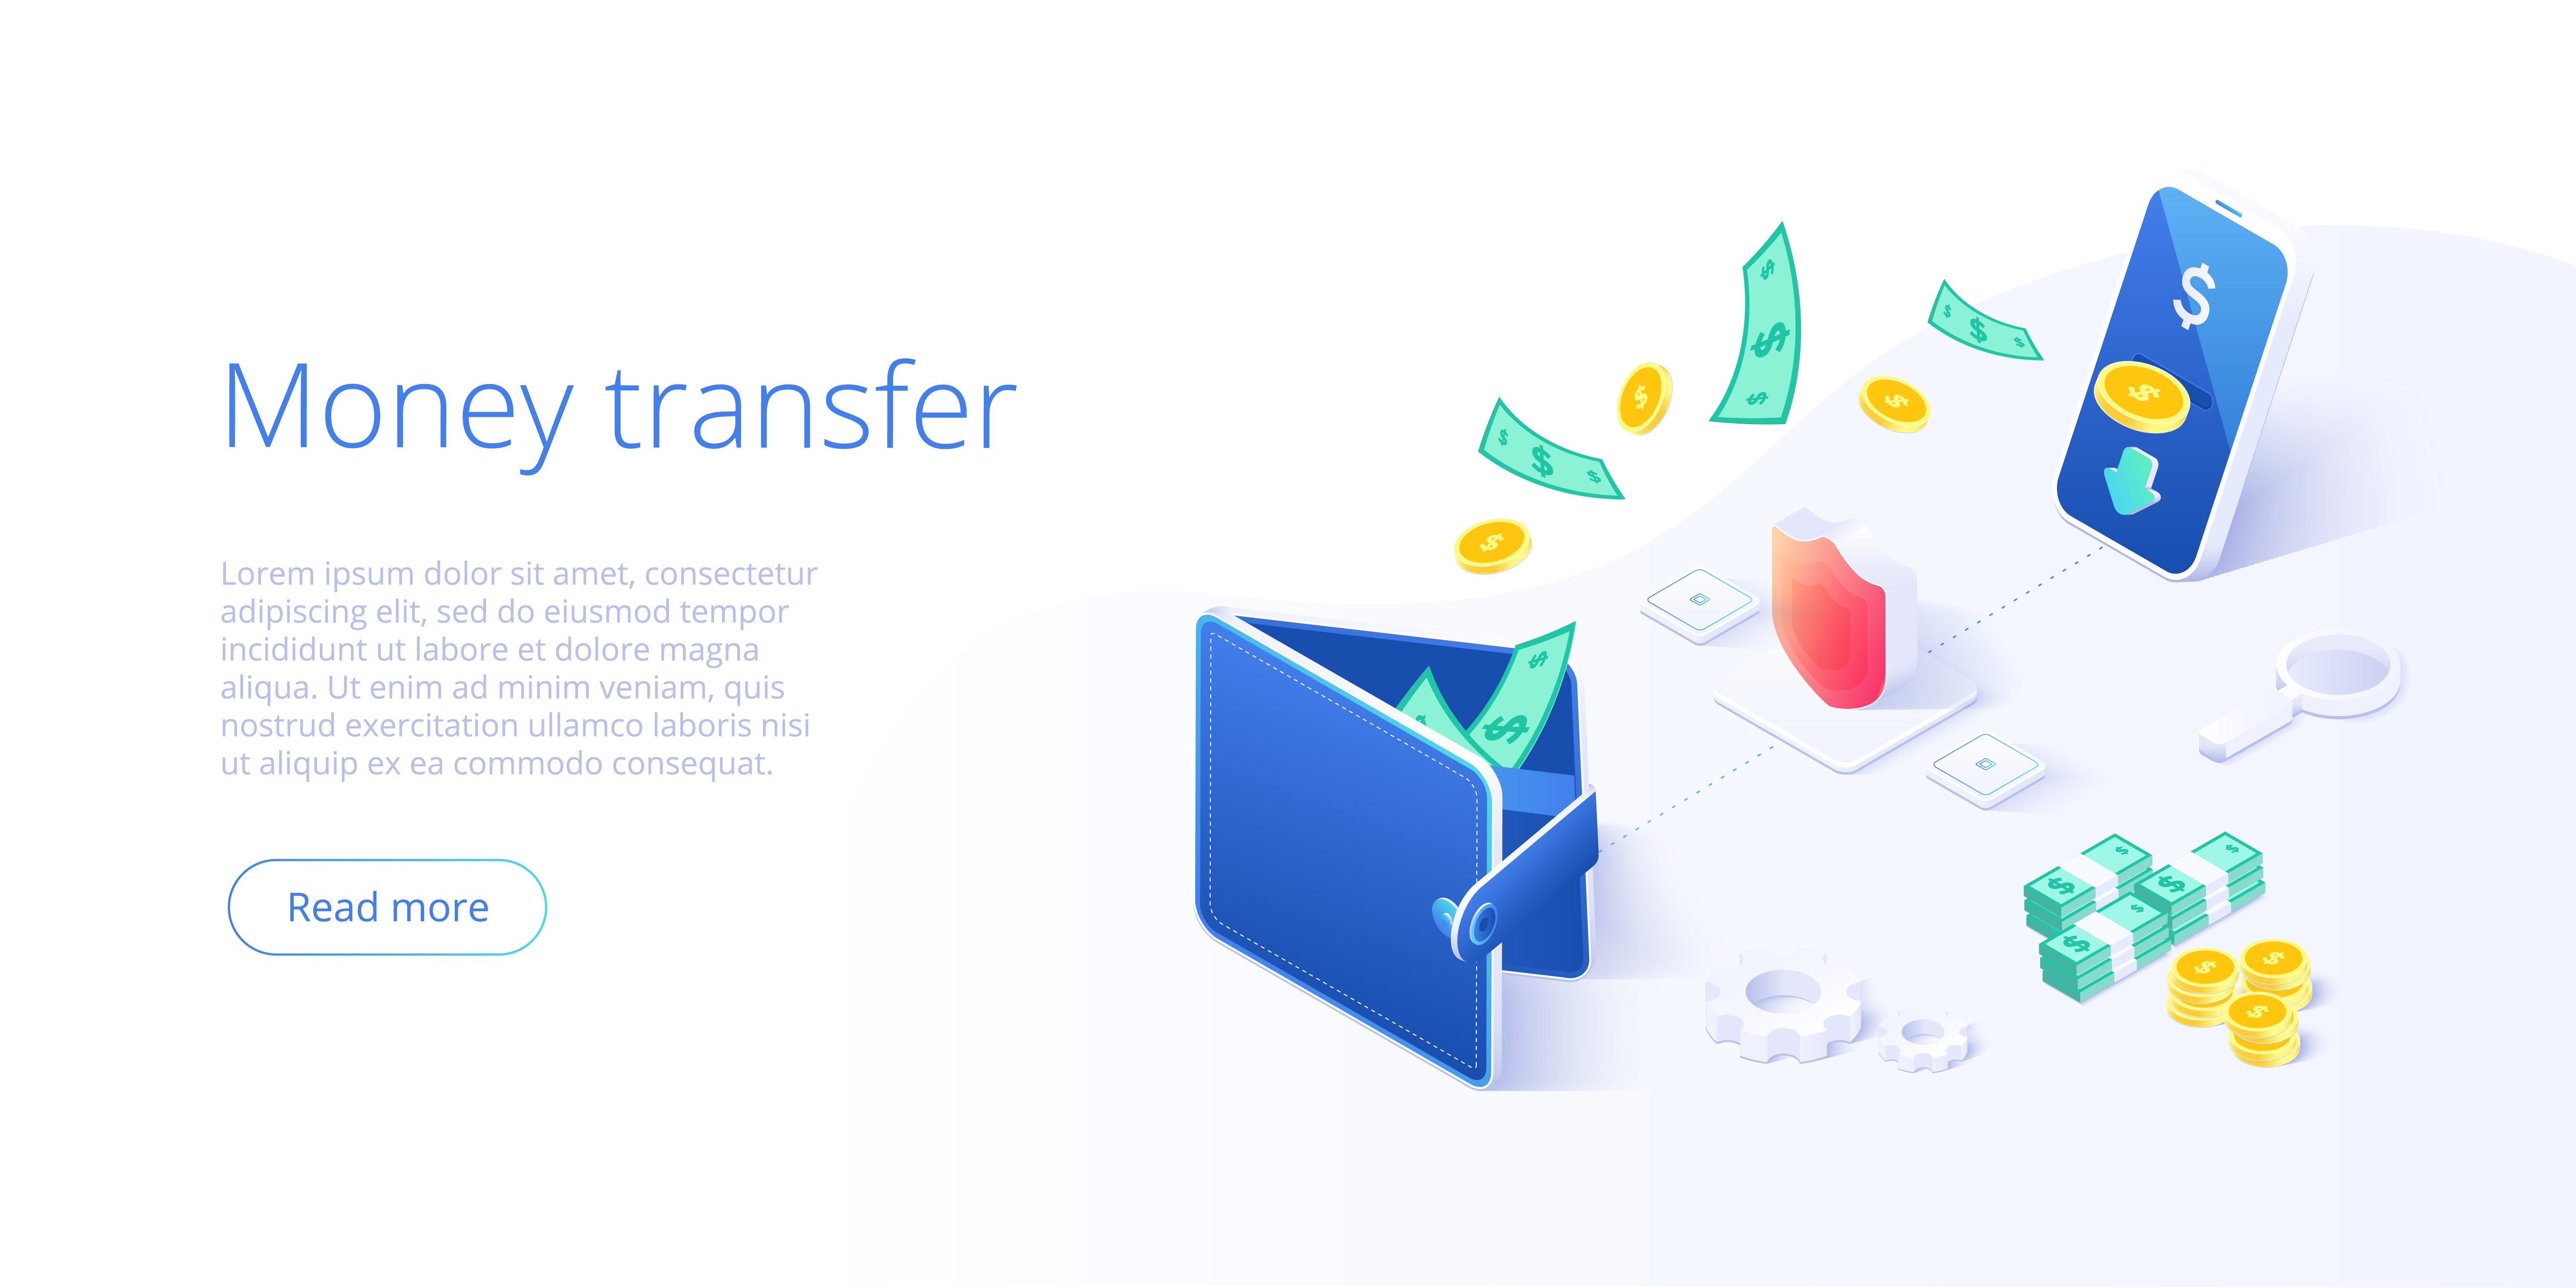 Money transfer
Lorem ipsum dolor sit amet, consectetur
adipiscing elit, sed do eiusmod tempor
incididunt ut labore et dolore magna
aliqua. Ut enim ad minim veniam, quis
nostrud exercitation ullamco laboris nisi
ut aliquip ex ea commodo consequat.
Read more